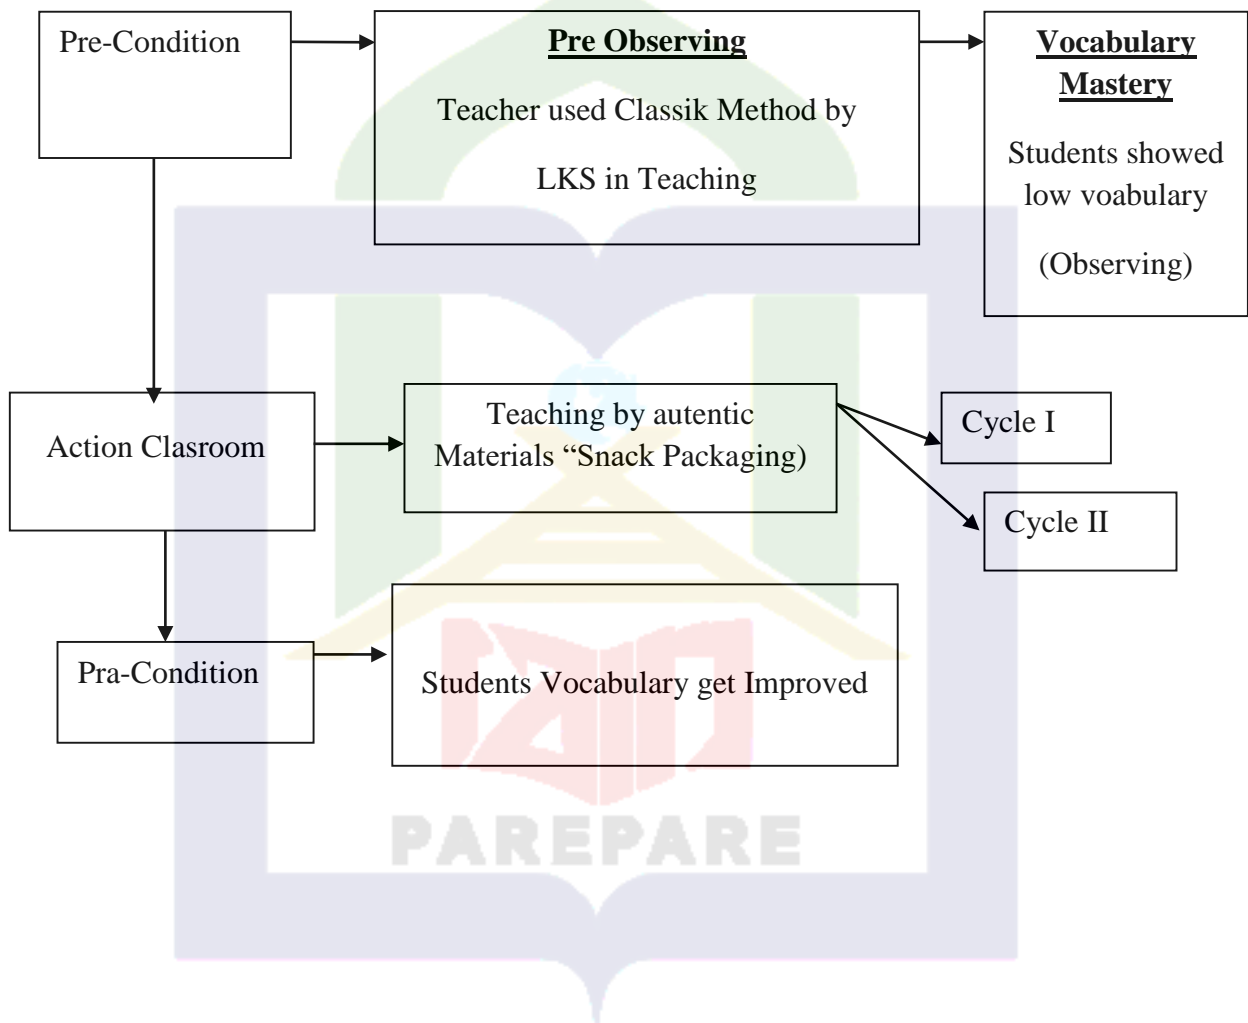 Pre-Condition
Pre Observing
Teacher used Classik Method by
LKS in Teaching
Vocabulary
Mastery
Students showed
low voabulary
(Observing)
Action Clasroom
Teaching by autentic
Materials “Snack Packaging)
Cycle I
Cycle II
Pra-Condition
Students Vocabulary get Improved
PAREPARE